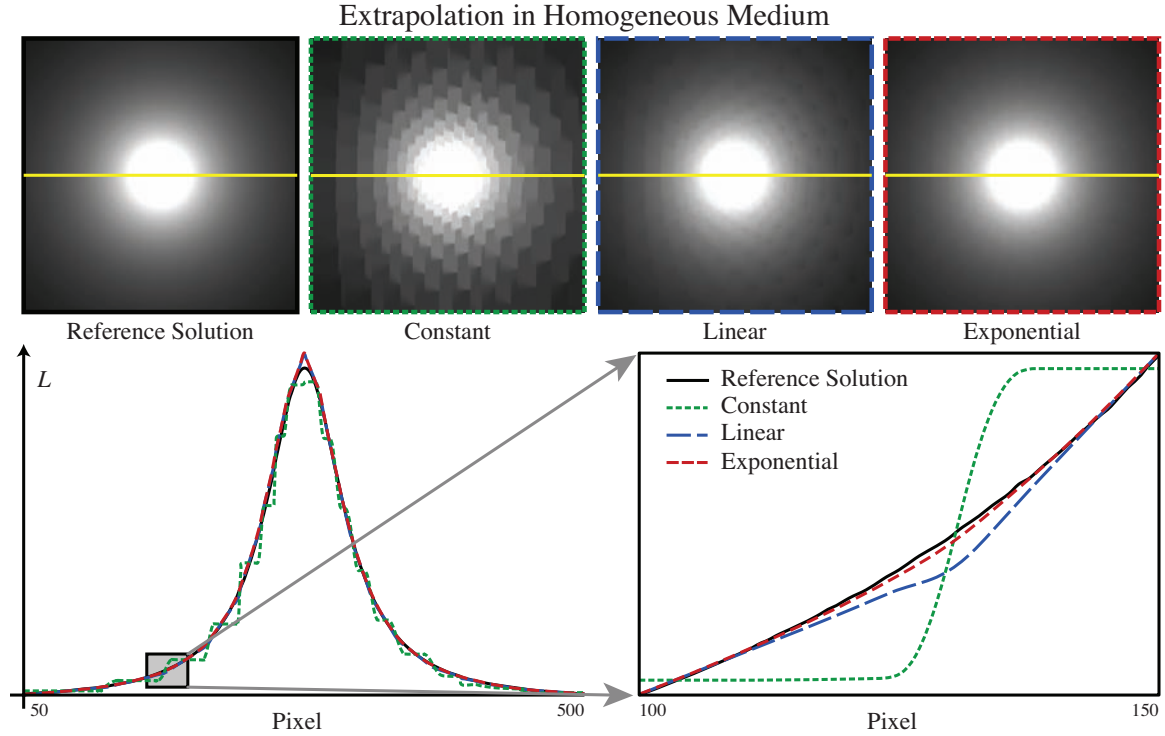 Extrapolation in Homogeneous Medium
Reference Solution
Constant
Linear
Exponential
L
50
500
Pixel
Reference Solution
Constant
Linear
Exponential
100
150
Pixel